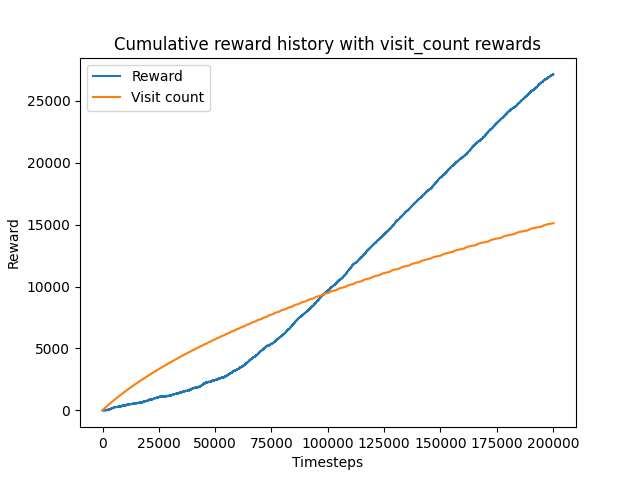 Cumulative reward history with visit_count rewards
Reward
Visit count
Reward
25000
20000
15000
10000
5000
0
0 25000 50000 75000 100000 125000 150000 175000 200000
Timesteps